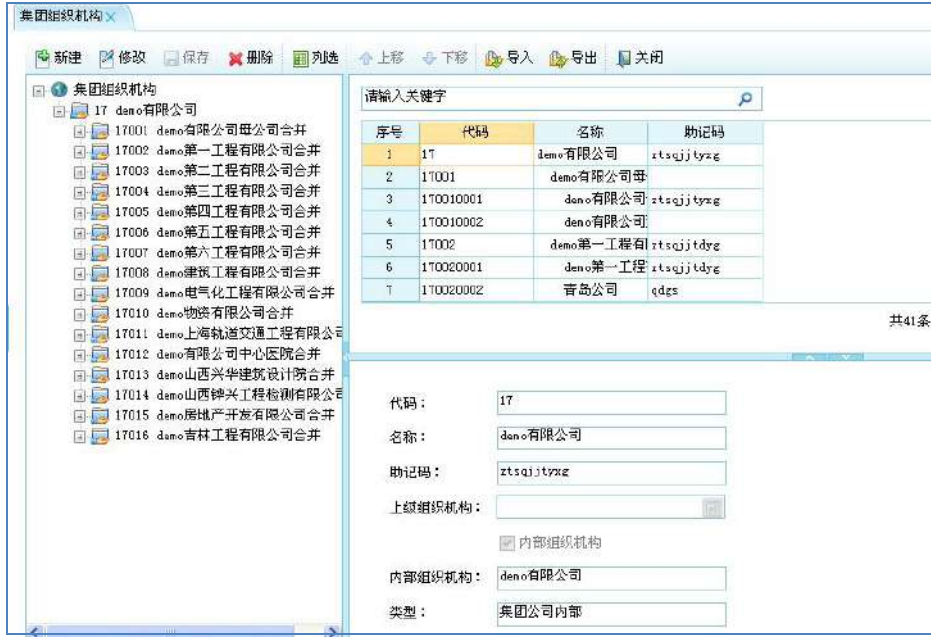 集团组织机构
新建 修改 保存 删除 列选 上移 下移 导入 导出 关闭
集团组织机构
17 demo有限公司
17001 demo有限公司母公司合并
17002 demo第一工程有限公司合并
17003 demo第二工程有限公司合并
17004 demo第三工程有限公司合并
17005 demo第四工程有限公司合并
17006 demo第五工程有限公司合并
17007 demo第六工程有限公司合并
17008 demo建筑工程有限公司合并
17009 demo电气化工程有限公司合并
17010 demo物资有限公司合并
17011 demo上海轨道交通工程有限公司
17012 demo有限公司中心医院合并
17013 demo山西兴华建筑设计院合并
17014 demo山西铧兴工程检测有限公司
17015 demo房地产开发有限公司合并
17016 demo吉林工程有限公司合并
请输入关键字
序号 代码 名称 助记码
1 17 demo有限公司 ztsqjjtyxg
2 17001 demo有限公司母
3 170010001 demo有限公司 ztsqjjtyxg
4 170010002 demo有限公司
5 17002 demo第一工程有 ztsqjjtdyg
6 170020001 demo第一工程 ztsqjjtdyg
7 170020002 青岛公司 qdgs
共41条
代码： 17
名称： demo有限公司
助记码： ztsqjjtyxg
上级组织机构：
内部组织机构
内部组织机构： demo有限公司
类型： 集团公司内部